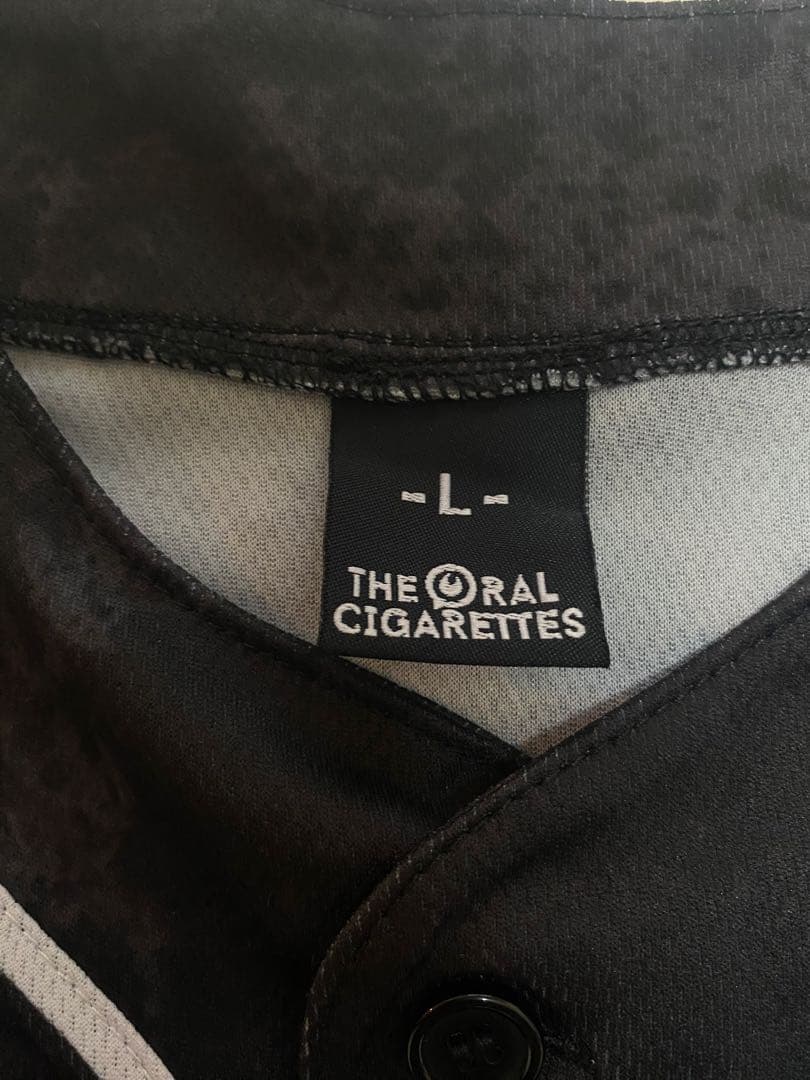 -L-
THE ORAL
CIGARETTES